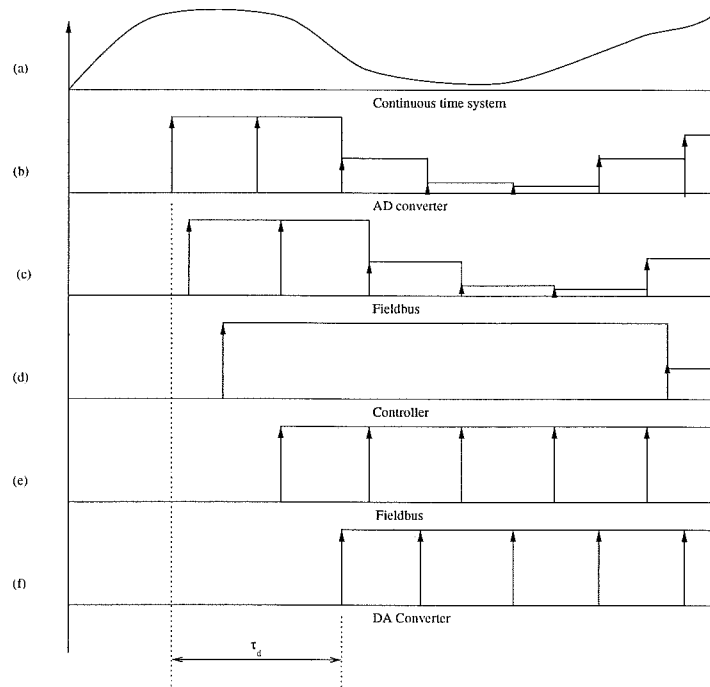 (a)
Continuous time system
(b)
AD converter
(c)
Fieldbus
(d)
Controller
(e)
Fieldbus
(f)
DA Converter
τd